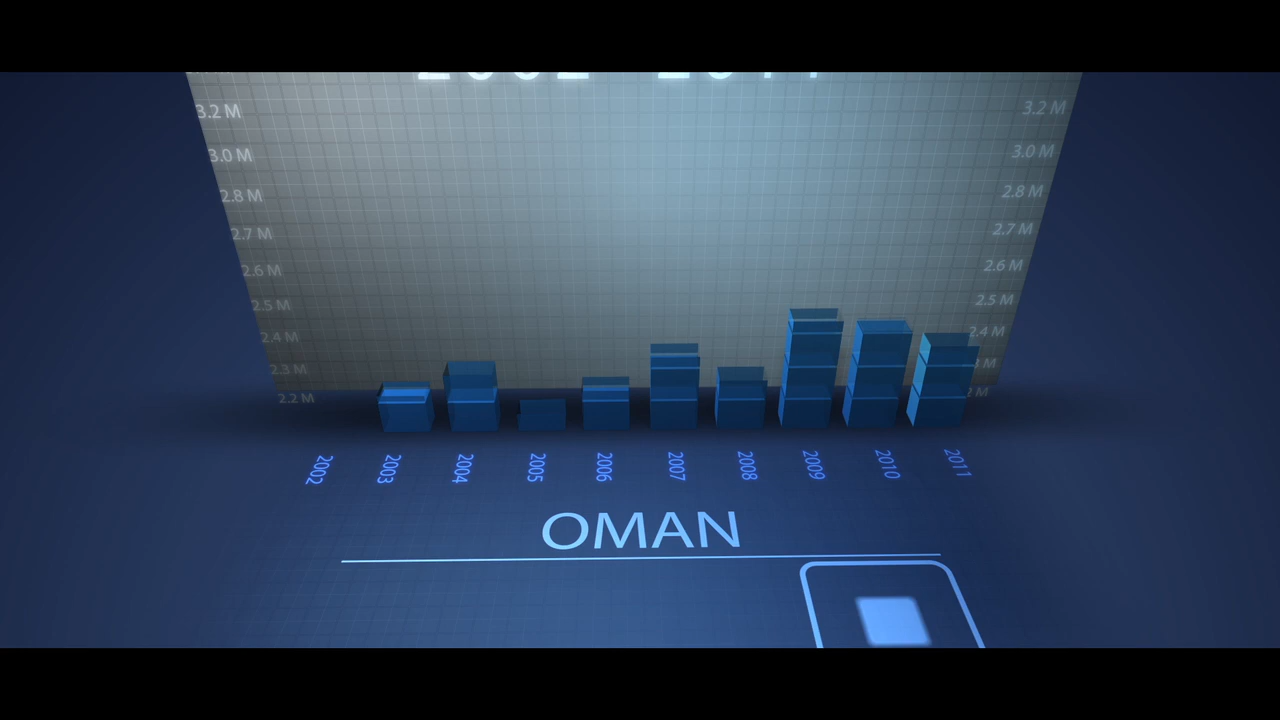 3.2 M 3.2 M
3.0 M 3.0 M
2.8 M 2.8 M
2.7 M 2.7 M
2.6 M 2.6 M
2.5 M 2.5 M
2.4 M 2.4 M
2.3 M
2.2 M
2002 2003 2004 2005 2006 2007 2008 2009 2010 2011
OMAN